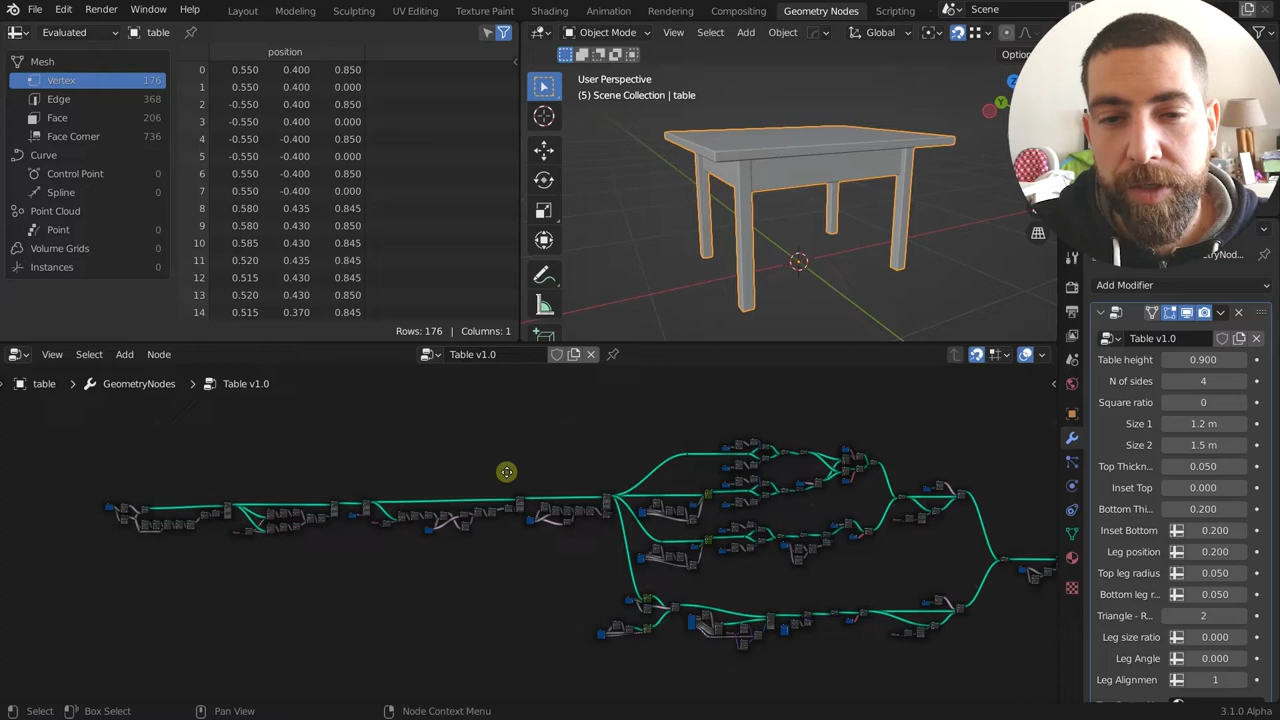 File Edit Render Window Help Layout Modeling Sculpting UV Editing Texture Paint Shading Animation Rendering Compositing Geometry Nodes Scripting Scene
Evaluated table
Object Mode View Select Add Object Global
Options
position
Mesh
Vertex 176
Edge 368
Face 206
Face Corner 736
Curve
Control Point 0
Spline 0
Point Cloud
Point 0
Volume Grids 0
Instances 0
0 0.550 0.400 0.850
1 0.550 0.400 0.000
2 -0.550 0.400 0.850
3 -0.550 0.400 0.000
4 -0.550 -0.400 0.850
5 -0.550 -0.400 0.000
6 0.550 -0.400 0.850
7 0.550 -0.400 0.000
8 0.580 0.435 0.845
9 0.580 0.430 0.850
10 0.585 0.430 0.845
11 0.520 0.435 0.845
12 0.515 0.430 0.845
13 0.520 0.430 0.850
14 0.515 0.370 0.845
Rows: 176 | Columns: 1
User Perspective
(5) Scene Collection | table
Y
View Select Add Node Table v1.0
table GeometryNodes Table v1.0
Add Modifier
Table v1.0
Table height 0.900
N of sides 4
Square ratio 0
Size 1 1.2 m
Size 2 1.5 m
Top Thickn... 0.050
Inset Top 0.000
Bottom Thi... 0.200
Inset Bottom 0.200
Leg position 0.200
Top leg radius 0.050
Bottom leg r... 0.050
Triangle - R... 2
Leg size ratio 0.000
Leg Angle 0.000
Leg Alignmen 1
Select Box Select Pan View Node Context Menu 3.1.0 Alpha